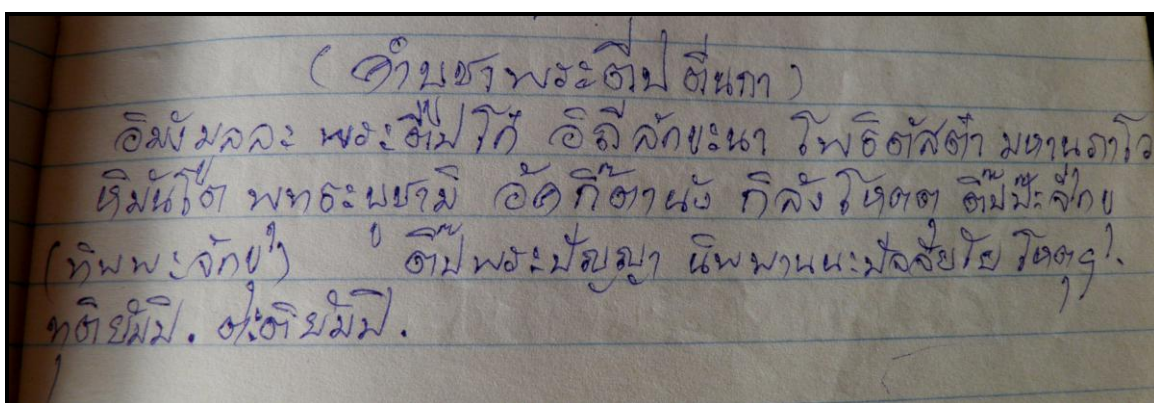 (คำบูชาพระตีปตีนกา)
อิมังมลละ พระตี๊ปโก้ อิถีลักขะนา โพธิตัสต๋า มหานุภาโว
หิมันโต พุทธะบูชามิ อัคกี๊ตานัง กิลังโหตุ ติ๊ปป๊ะจักขุ
(ทิพพะจักขุ) ตี๊ปพระปัญญา นิพพานนะปัจจัยโย โหตุฯ.
ทุติยัมปิ. ตะติยัมปิ.